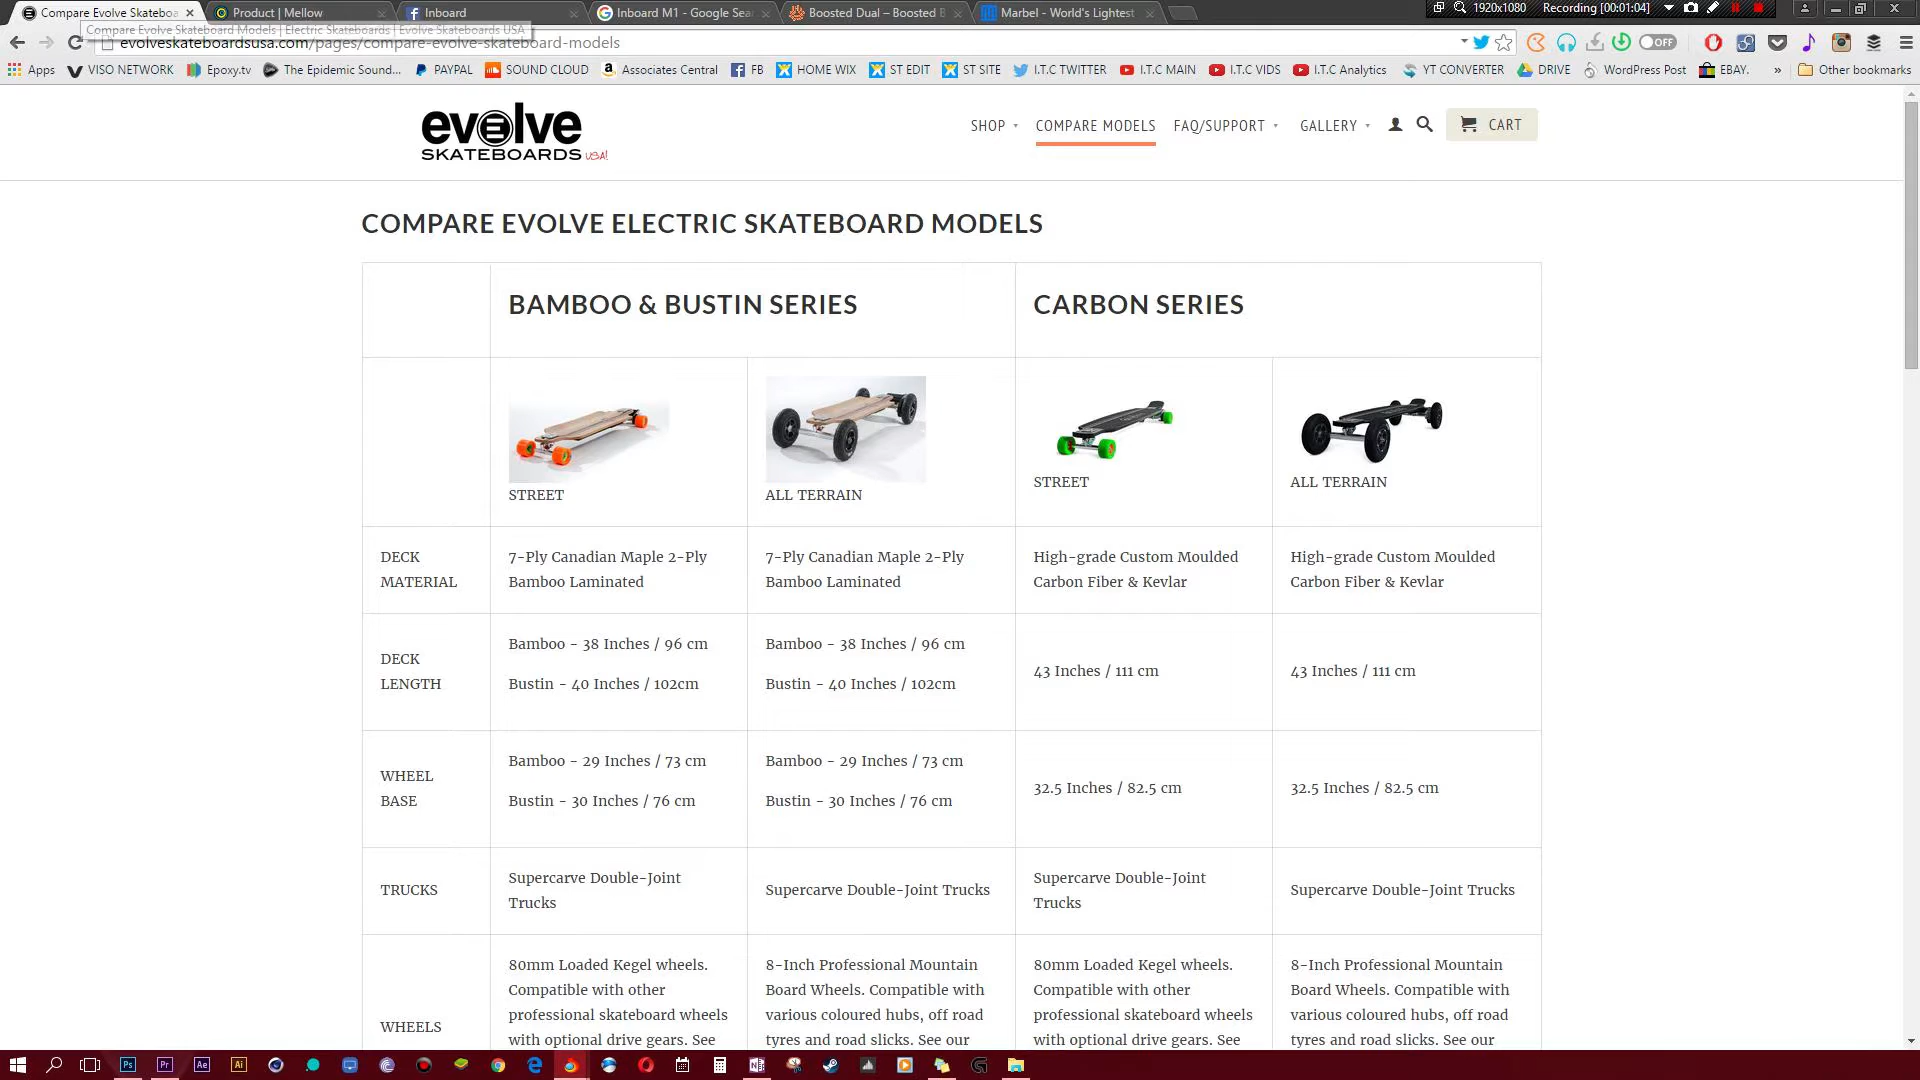 Compare Evolve Skateboa
Product | Mellow
Inboard
Inboard M1 - Google Sea
Boosted Dual – Boosted B
Marbel - World's Lightest
1920x1080
Recording [00:01:04]
Compare Evolve Skateboard Models | Electric Skateboards | Evolve Skateboards USA
evolveskateboardsusa.com/pages/compare-evolve-skateboard-models
OFF
Apps
VISO NETWORK
Epoxy.tv
The Epidemic Sound...
PAYPAL
SOUND CLOUD
Associates Central
FB
HOME WIX
ST EDIT
ST SITE
I.T.C TWITTER
I.T.C MAIN
I.T.C VIDS
I.T.C Analytics
YT CONVERTER
DRIVE
WordPress Post
EBAY.
»
Other bookmarks
evolve
SKATEBOARDS USA!
SHOP
COMPARE MODELS
FAQ/SUPPORT
GALLERY
CART
COMPARE EVOLVE ELECTRIC SKATEBOARD MODELS
BAMBOO & BUSTIN SERIES
CARBON SERIES
STREET
ALL TERRAIN
STREET
ALL TERRAIN
DECK
MATERIAL
7-Ply Canadian Maple 2-Ply
Bamboo Laminated
7-Ply Canadian Maple 2-Ply
Bamboo Laminated
High-grade Custom Moulded
Carbon Fiber & Kevlar
High-grade Custom Moulded
Carbon Fiber & Kevlar
DECK
LENGTH
Bamboo - 38 Inches / 96 cm
Bustin - 40 Inches / 102cm
Bamboo - 38 Inches / 96 cm
Bustin - 40 Inches / 102cm
43 Inches / 111 cm
43 Inches / 111 cm
WHEEL
BASE
Bamboo - 29 Inches / 73 cm
Bustin - 30 Inches / 76 cm
Bamboo - 29 Inches / 73 cm
Bustin - 30 Inches / 76 cm
32.5 Inches / 82.5 cm
32.5 Inches / 82.5 cm
TRUCKS
Supercarve Double-Joint
Trucks
Supercarve Double-Joint Trucks
Supercarve Double-Joint
Trucks
Supercarve Double-Joint Trucks
WHEELS
80mm Loaded Kegel wheels.
Compatible with other
professional skateboard wheels
with optional drive gears. See
8-Inch Professional Mountain
Board Wheels. Compatible with
various coloured hubs, off road
tyres and road slicks. See our
80mm Loaded Kegel wheels.
Compatible with other
professional skateboard wheels
with optional drive gears. See
8-Inch Professional Mountain
Board Wheels. Compatible with
various coloured hubs, off road
tyres and road slicks. See our
Ps
Pr
Ae
Ai